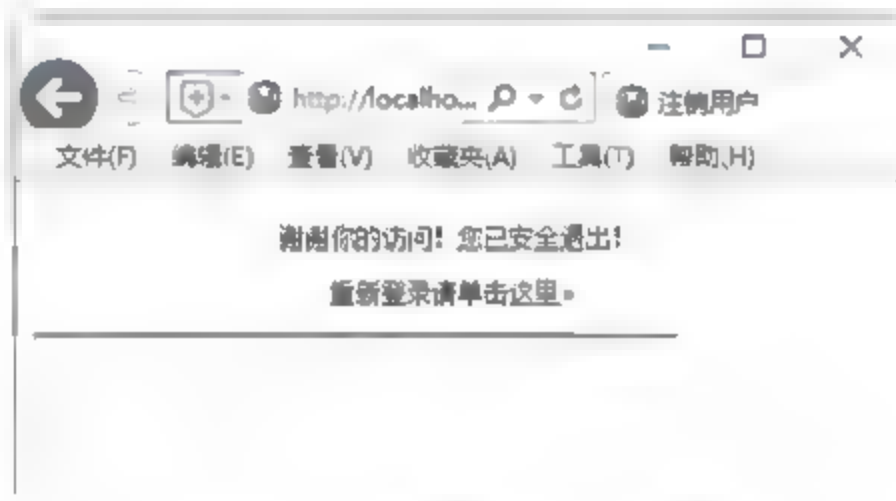 http://localho... 注销用户
文件(F) 编辑(E) 查看(V) 收藏夹(A) 工具(T) 帮助(H)
谢谢你的访问！您已安全退出！
重新登录请单击这里。